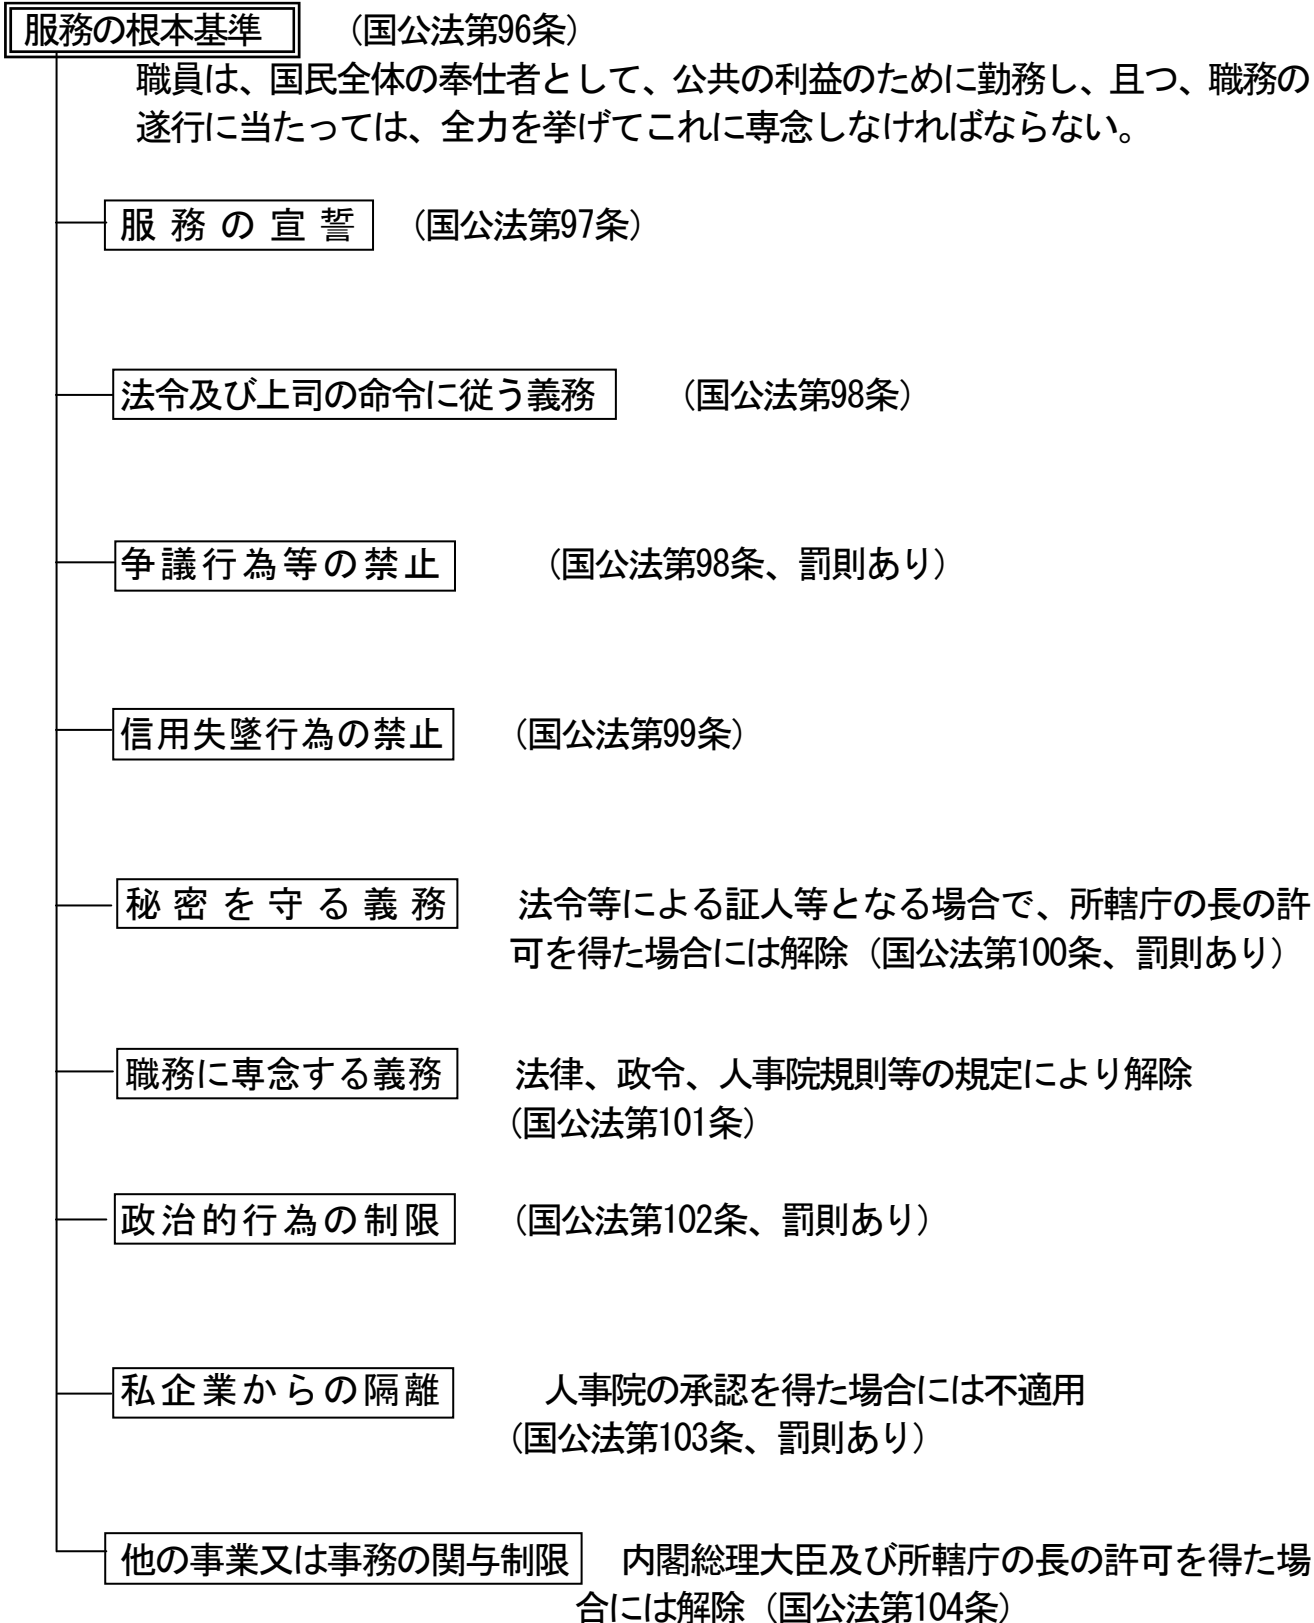 服務の根本基準 (国公法第96条)
職員は、国民全体の奉仕者として、公共の利益のために勤務し、且つ、職務の
遂行に当たっては、全力を挙げてこれに専念しなければならない。
服務の宣誓 (国公法第97条)
法令及び上司の命令に従う義務 (国公法第98条)
争議行為等の禁止 (国公法第98条、罰則あり)
信用失墜行為の禁止 (国公法第99条)
秘密を守る義務 法令等による証人等となる場合で、所轄庁の長の許
可を得た場合には解除 (国公法第100条、罰則あり)
職務に専念する義務 法律、政令、人事院規則等の規定により解除
(国公法第101条)
政治的行為の制限 (国公法第102条、罰則あり)
私企業からの隔離 人事院の承認を得た場合には不適用
(国公法第103条、罰則あり)
他の事業又は事務の関与制限 内閣総理大臣及び所轄庁の長の許可を得た場
合には解除 (国公法第104条)